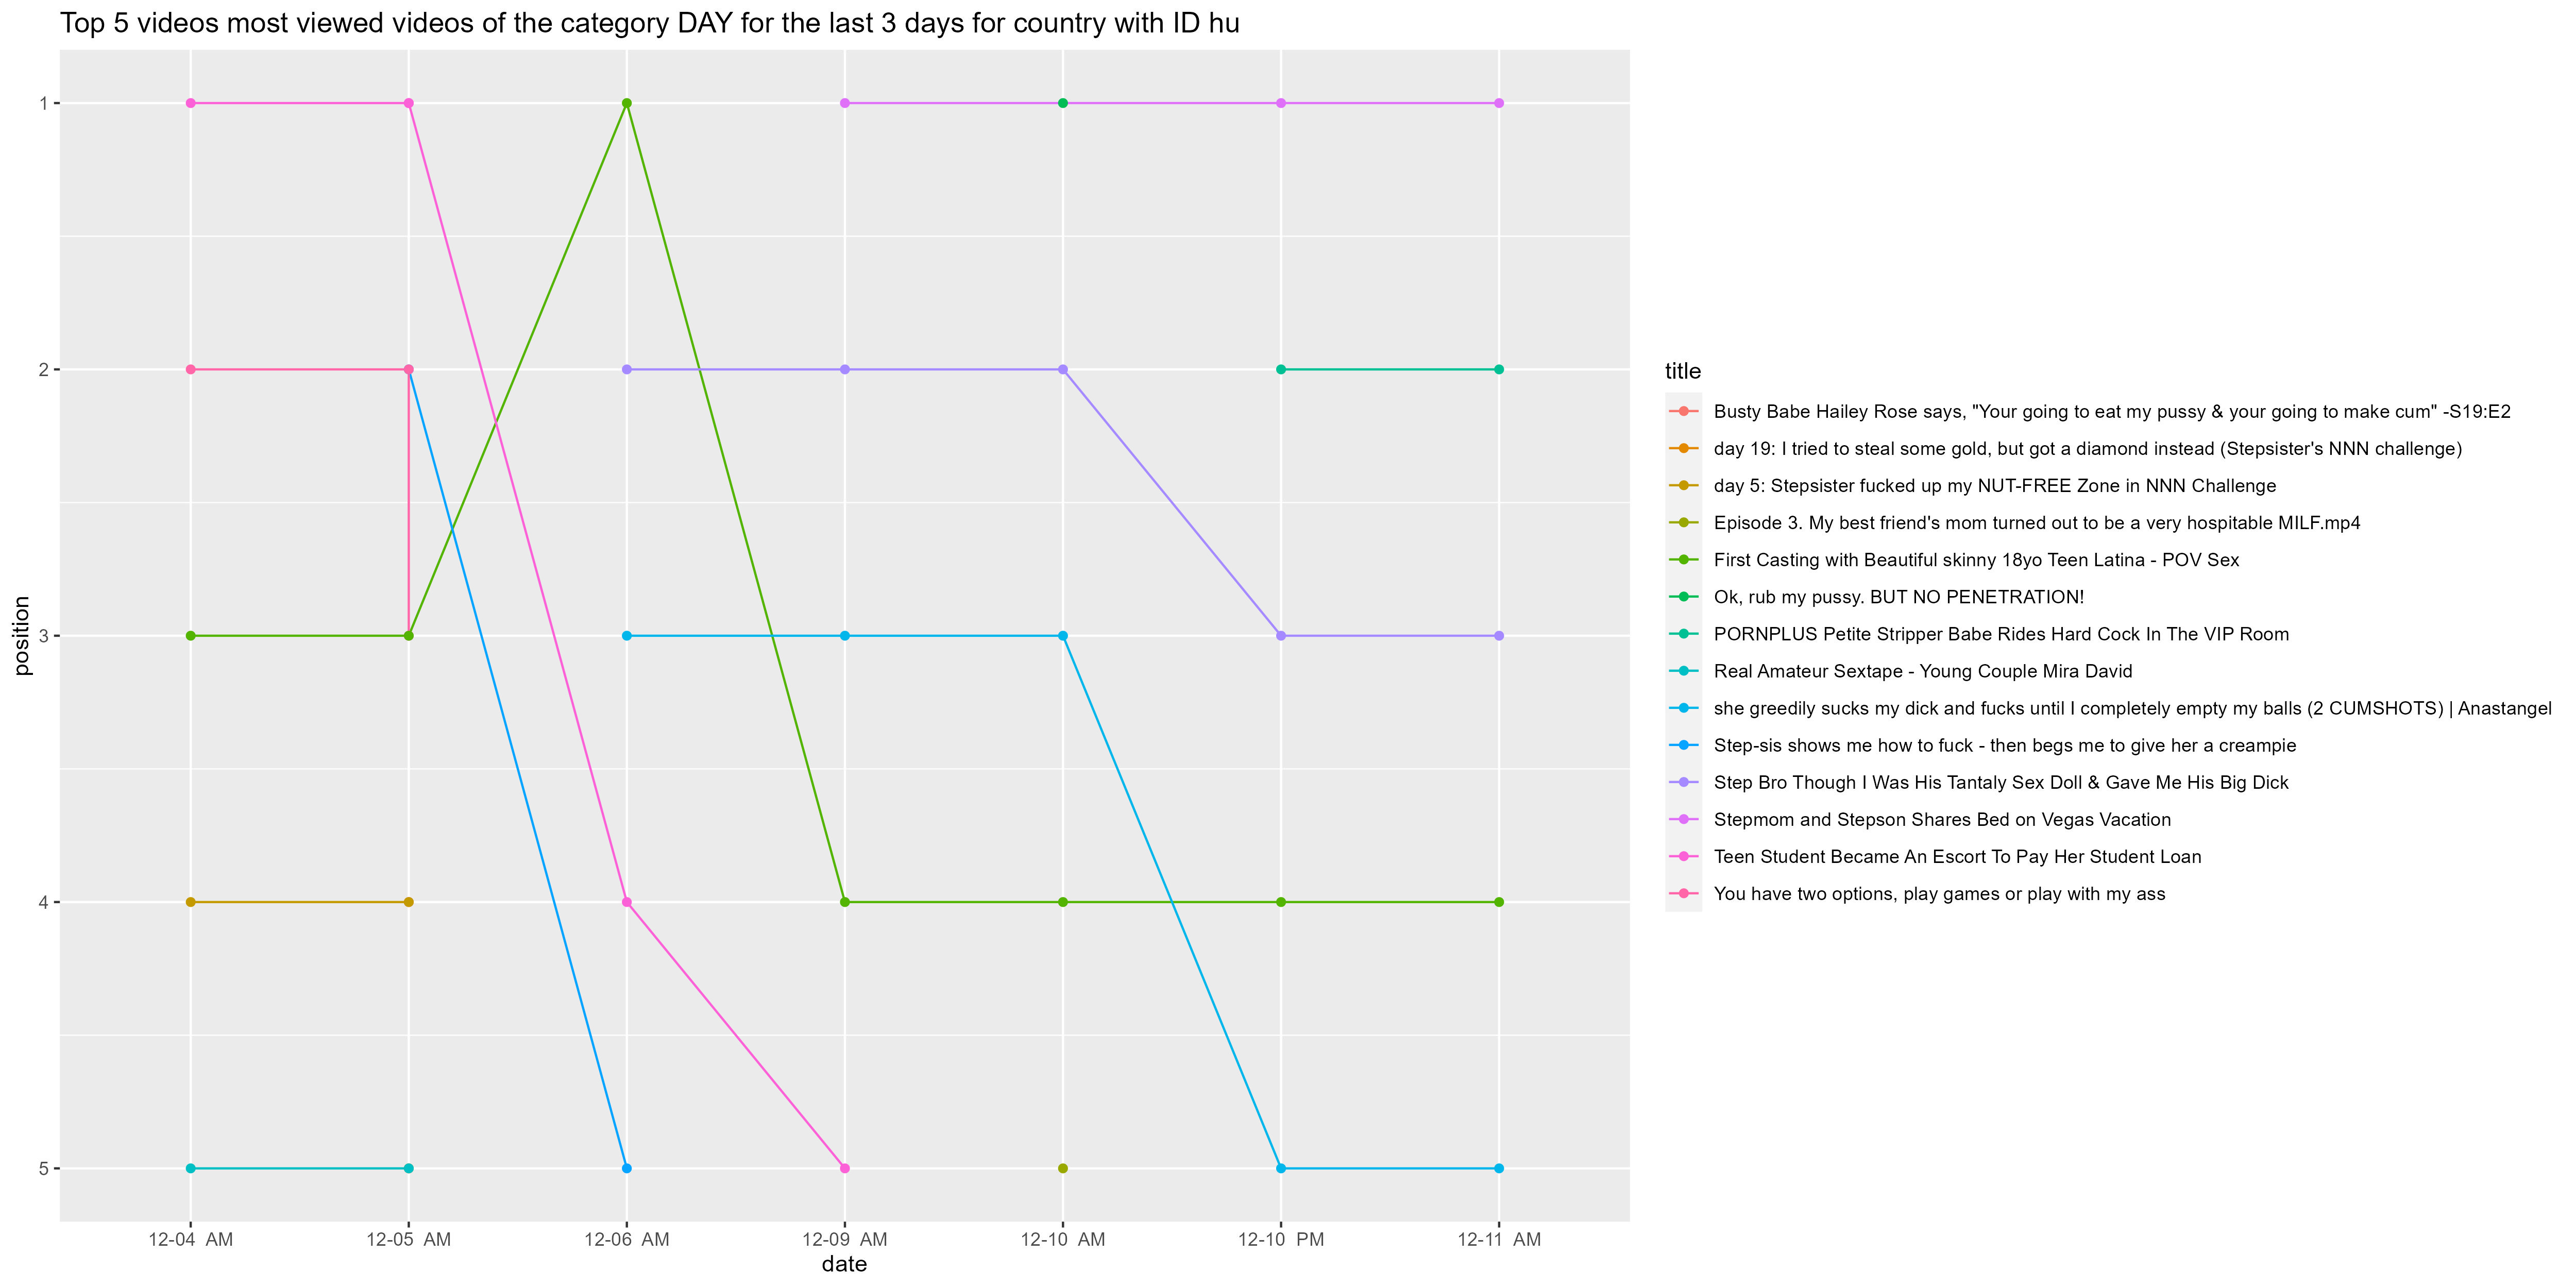 Top 5 videos most viewed videos of the category DAY for the last 3 days for country with ID hu
position
1
2
3
4
5
12-04 AM
12-05 AM
12-06 AM
12-09 AM
12-10 AM
12-10 PM
12-11 AM
date
title
Busty Babe Hailey Rose says, "Your going to eat my pussy & your going to make cum" -S19:E2
day 19: I tried to steal some gold, but got a diamond instead (Stepsister's NNN challenge)
day 5: Stepsister fucked up my NUT-FREE Zone in NNN Challenge
Episode 3. My best friend's mom turned out to be a very hospitable MILF.mp4
First Casting with Beautiful skinny 18yo Teen Latina - POV Sex
Ok, rub my pussy. BUT NO PENETRATION!
PORNPLUS Petite Stripper Babe Rides Hard Cock In The VIP Room
Real Amateur Sextape - Young Couple Mira David
she greedily sucks my dick and fucks until I completely empty my balls (2 CUMSHOTS) | Anastangel
Step-sis shows me how to fuck - then begs me to give her a creampie
Step Bro Though I Was His Tantaly Sex Doll & Gave Me His Big Dick
Stepmom and Stepson Shares Bed on Vegas Vacation
Teen Student Became An Escort To Pay Her Student Loan
You have two options, play games or play with my ass